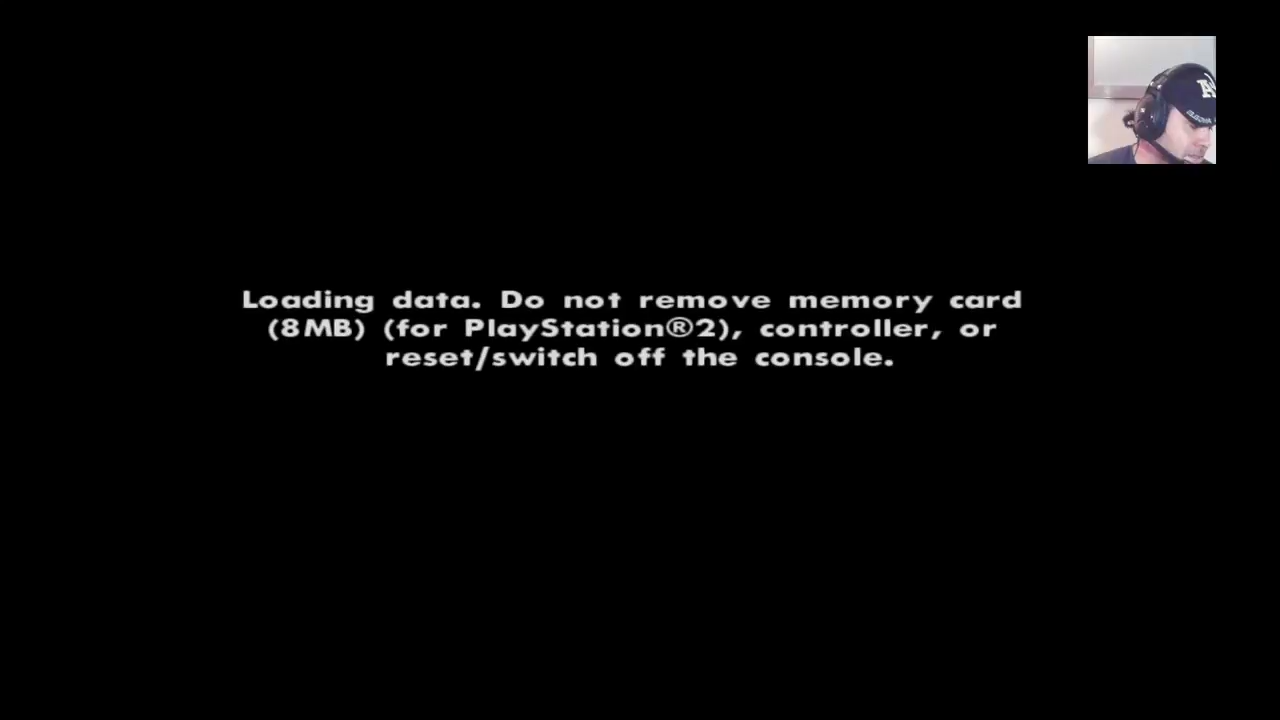 Loading data. Do not remove memory card
(8MB) (for PlayStation®2), controller, or
reset/switch off the console.